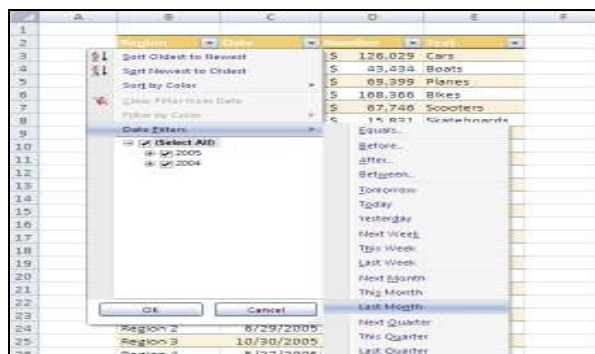 A B C D E F
1
2 Region Date Number Text
3 Sort Oldest to Newest $ 126,029 Cars
4 Sort Newest to Oldest $ 43,434 Boats
5 Sort by Color $ 69,399 Planes
6 Clear Filter from Date $ 168,366 Bikes
7 Filter by Color $ 67,746 Scooters
8 $ 15,831 Skateboards
9 Date Filters Equals...
10 (Select All) Before...
11 2005 After...
12 2004 Between...
13 Tomorrow
14 Today
15 Yesterday
16 Next Week
17 This Week
18
19 Last Week
20 Next Month
21 This Month
22 OK Cancel Last Month
23 Next Quarter
24 Region 2 6/29/2005
25 Region 3 10/30/2005 This Quarter
Last Quarter